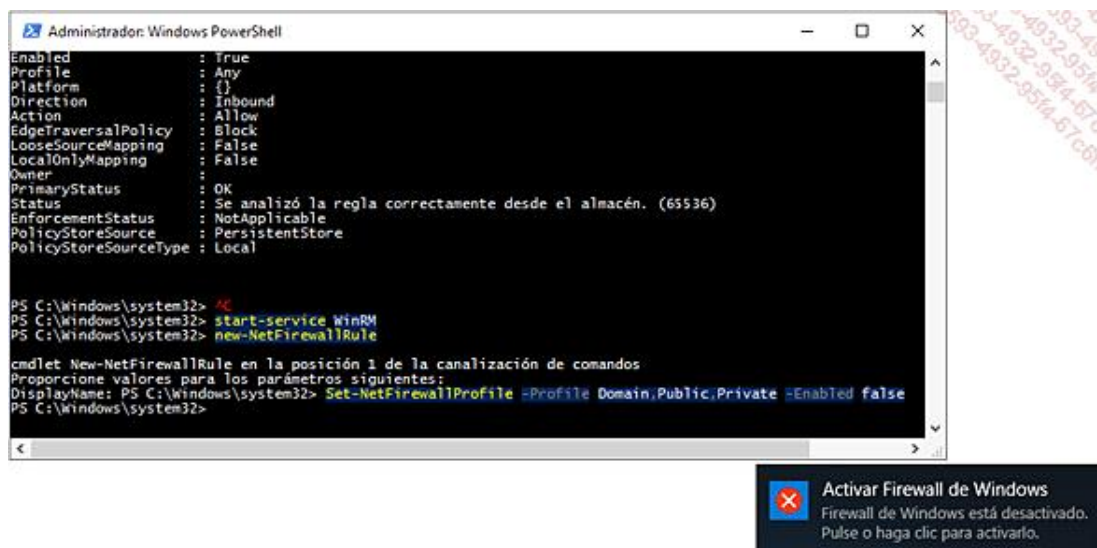 Administrador: Windows PowerShell
Enabled : True
Profile : Any
Platform : {}
Direction : Inbound
Action : Allow
EdgeTraversalPolicy : Block
LooseSourceMapping : False
LocalOnlyMapping : False
Owner :
PrimaryStatus : OK
Status : Se analizó la regla correctamente desde el almacén. (65536)
EnforcementStatus : NotApplicable
PolicyStoreSource : PersistentStore
PolicyStoreSourceType : Local
PS C:\Windows\system32> ^C
PS C:\Windows\system32> start-service WinRM
PS C:\Windows\system32> new-NetFirewallRule
cmdlet New-NetFirewallRule en la posición 1 de la canalización de comandos
Proporcione valores para los parámetros siguientes:
DisplayName: PS C:\Windows\system32> Set-NetFirewallProfile -Profile Domain,Public,Private -Enabled false
PS C:\Windows\system32>
Activar Firewall de Windows
Firewall de Windows está desactivado.
Pulse o haga clic para activarlo.